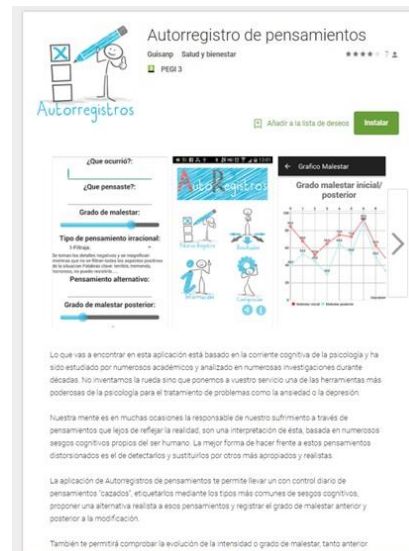 Autorregistro de pensamientos
Guisanp Salud y bienestar
PEGI 3
Autorregistros
Añadir a la lista de deseos
Instalar
¿Que ocurrió?:
¿Que pensaste?:
Grado de malestar:
Tipo de pensamiento irracional:
1-Filtraje.
Pensamiento alternativo:
Grado de malestar posterior:
13:01
AutoRegistros
Nuevo Registro
Resultados
Información
Compartir
Grafico Malestar
Grado malestar inicial/
posterior
Lo que vas a encontrar en esta aplicación está basado en la corriente cognitiva de la psicología y ha
sido estudiado por numerosos académicos y analizado en numerosas investigaciones durante
décadas. No inventamos la rueda sino que ponemos a vuestro servicio una de las herramientas más
poderosas de la psicología para el tratamiento de problemas como la ansiedad o la depresión.
Nuestra mente es en muchas ocasiones la responsable de nuestro sufrimiento a través de
pensamientos que lejos de reflejar la realidad, son una interpretación de esta, basada en numerosos
sesgos cognitivos propios del ser humano. La mejor forma de hacer frente a estos pensamientos
distorsionados es el de detectarlos y sustituirlos por otros más apropiados y realistas.
La aplicación de Autorregistros de pensamientos te permite llevar un con control diario de
pensamientos "cazados", etiquetarlos mediante los tipos más comunes de sesgos cognitivos,
proponer una alternativa realista a esos pensamientos y registrar el grado de malestar anterior y
posterior a la modificación.
También te permitirá comprobar la evolución de la intensidad o grado de malestar, tanto anterior